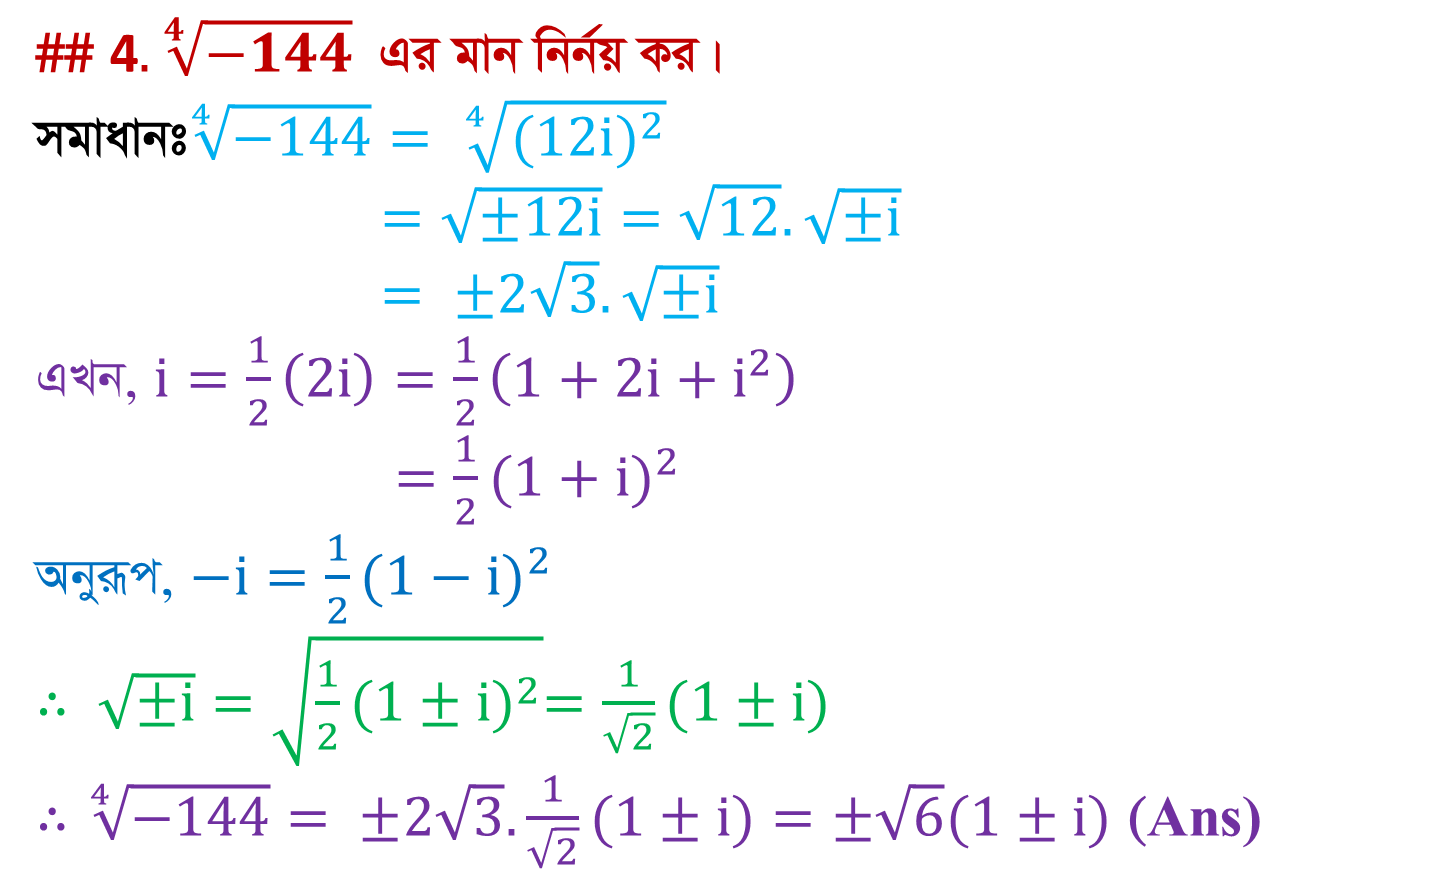 ## 4. ∜−144 এর মান নির্নয় কর।
সমাধানঃ ∜−144 = ∜(12i)²
= √±12i = √12. √±i
= ±2√3. √±i
এখন, i = 1/2 (2i) = 1/2 (1 + 2i + i²)
= 1/2 (1 + i)²
অনুরূপ, −i = 1/2 (1 − i)²
∴ √±i = √(1/2 (1 ± i)²) = 1/√2 (1 ± i)
∴ ∜−144 = ±2√3. 1/√2 (1 ± i) = ±√6(1 ± i) (Ans)